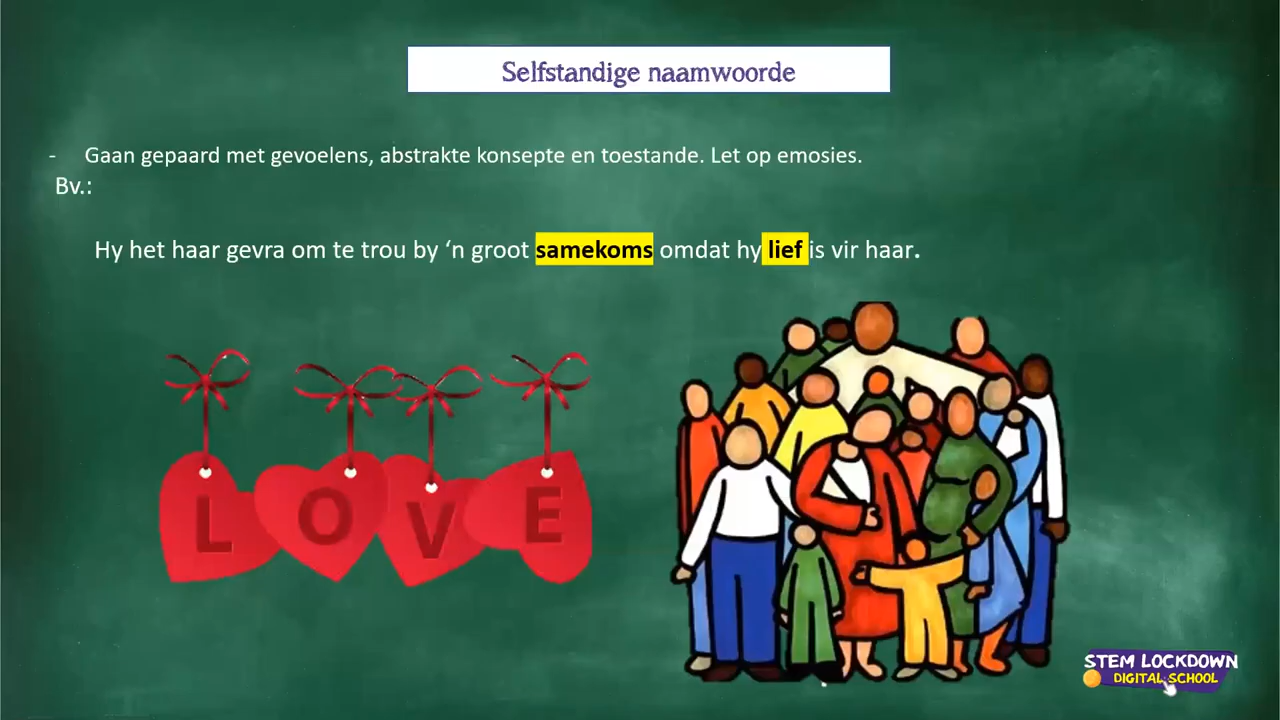 Selfstandige naamwoorde
- Gaan gepaard met gevoelens, abstrakte konsepte en toestande. Let op emosies.
Bv.:
Hy het haar gevra om te trou by ‘n groot samekoms omdat hy lief is vir haar.
L O V E
STEM LOCKDOWN
DIGITAL SCHOOL